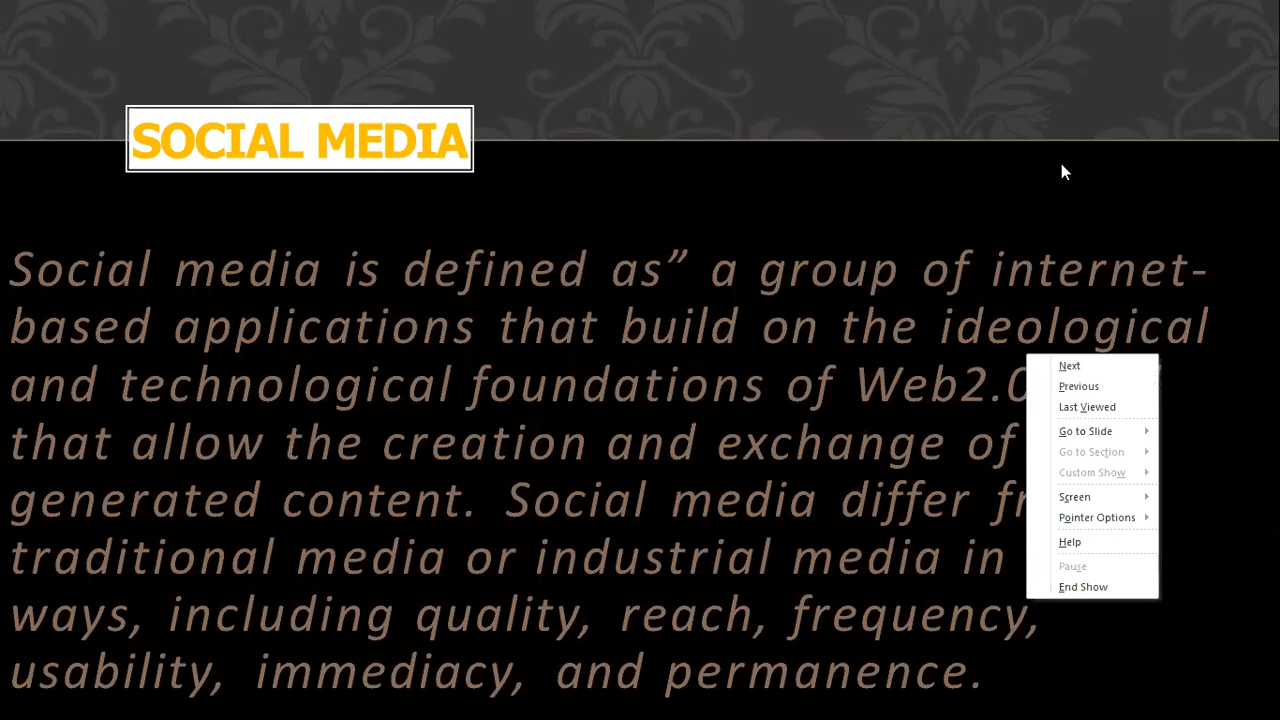 SOCIAL MEDIA
Social media is defined as” a group of internet-
based applications that build on the ideological
and technological foundations of Web2.0
that allow the creation and exchange of
generated content. Social media differ
traditional media or industrial media in
ways, including quality, reach, frequency,
usability, immediacy, and permanence.
Next
Previous
Last Viewed
Go to Slide
Go to Section
Custom Show
Screen
Pointer Options
Help
Pause
End Show